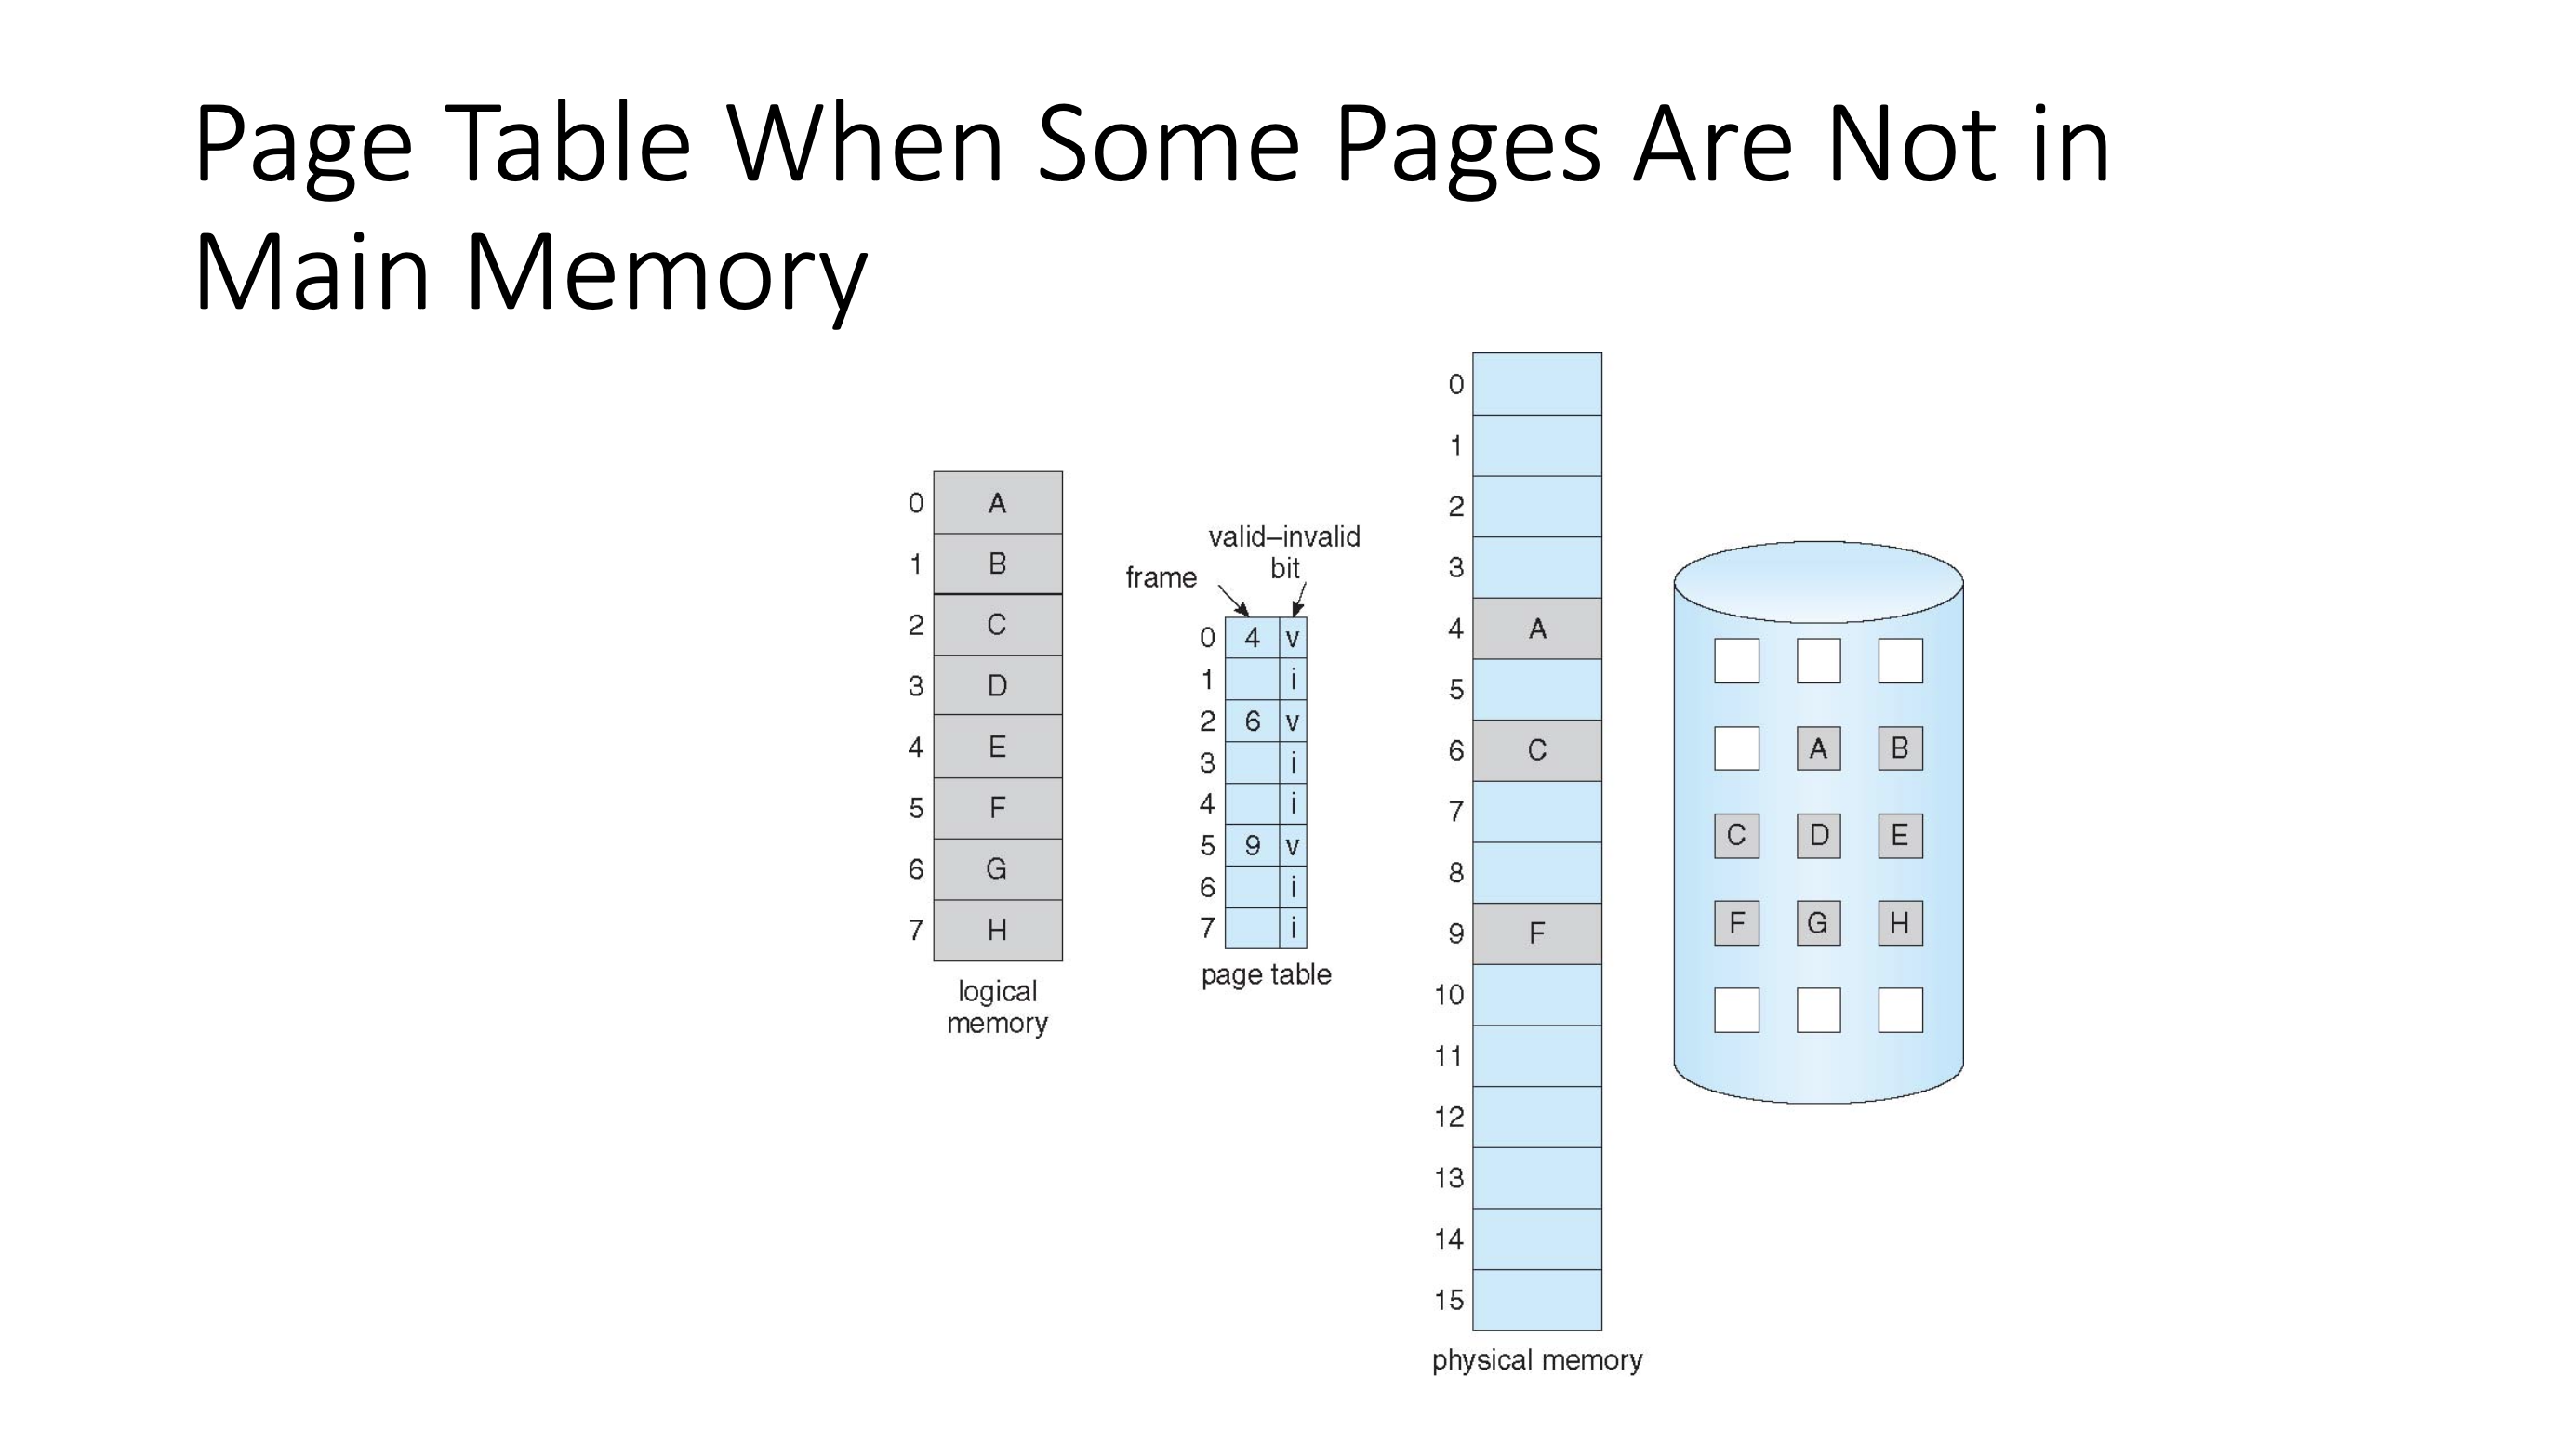 Page Table When Some Pages Are Not in
Main Memory
0 A
1 B
2 C
3 D
4 E
5 F
6 G
7 H
logical
memory
valid–invalid
bit
frame
0 4 v
1 i
2 6 v
3 i
4 i
5 9 v
6 i
7 i
page table
0
1
2
3
4 A
5
6 C
7
8
9 F
10
11
12
13
14
15
physical memory
A B
C D E
F G H